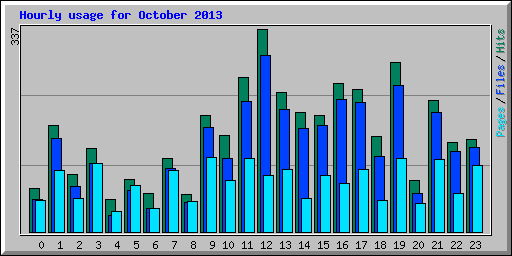 Hourly usage for October 2013
337
Pages / Files / Hits
0 1 2 3 4 5 6 7 8 9 10 11 12 13 14 15 16 17 18 19 20 21 22 23